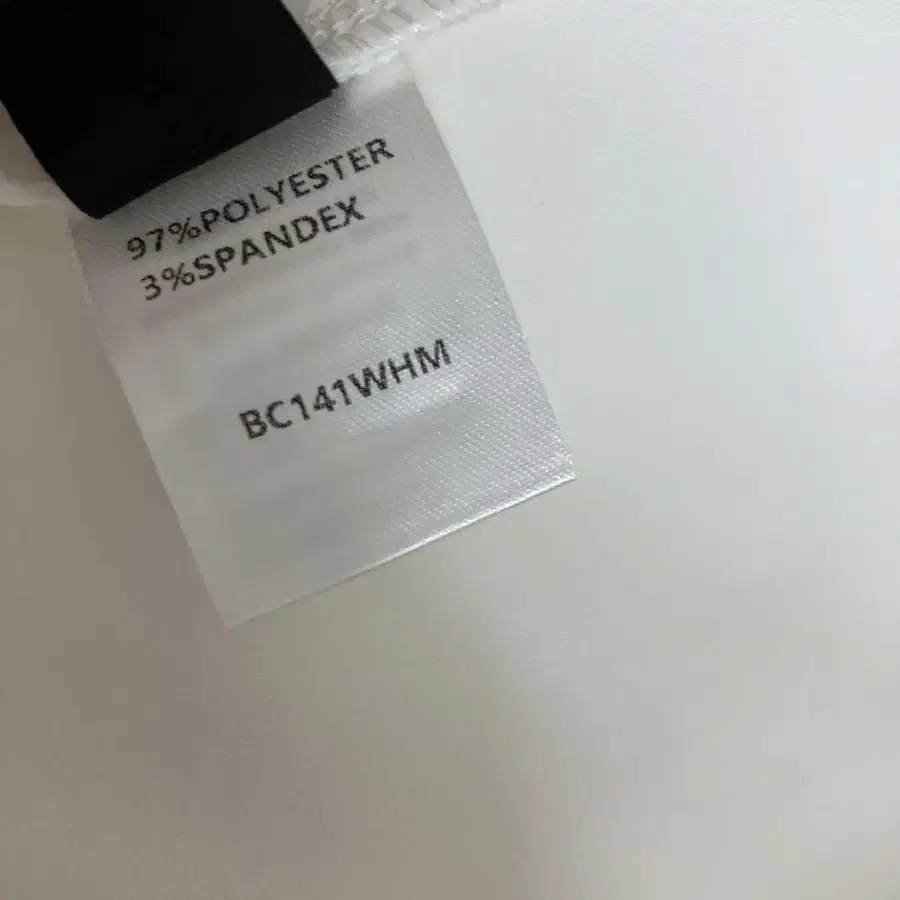 97%POLYESTER
3%SPANDEX
BC141WHM